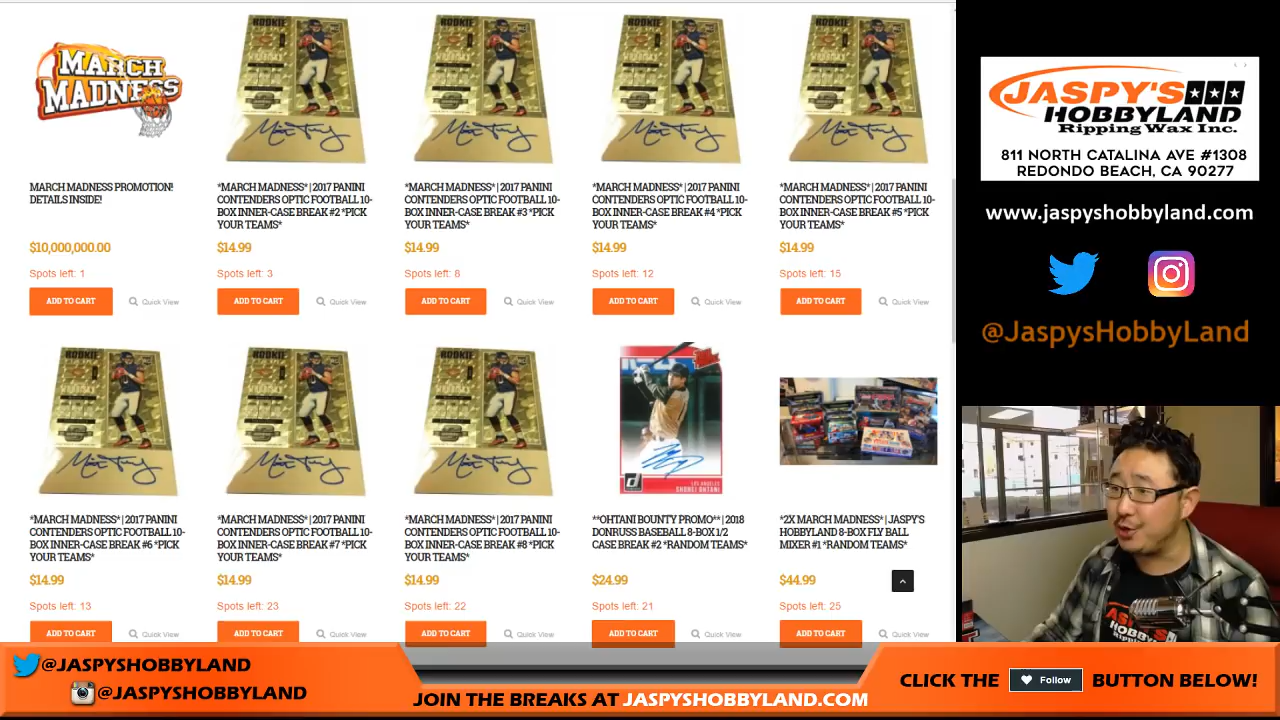 MARCH
MADNESS
ROOKIE
ROOKIE
ROOKIE
ROOKIE
MARCH MADNESS PROMOTION!
DETAILS INSIDE!
$10,000,000.00
Spots left: 1
ADD TO CART
Quick View
*MARCH MADNESS* | 2017 PANINI
CONTENDERS OPTIC FOOTBALL 10-
BOX INNER-CASE BREAK #2 *PICK
YOUR TEAMS*
$14.99
Spots left: 3
ADD TO CART
Quick View
*MARCH MADNESS* | 2017 PANINI
CONTENDERS OPTIC FOOTBALL 10-
BOX INNER-CASE BREAK #3 *PICK
YOUR TEAMS*
$14.99
Spots left: 8
ADD TO CART
Quick View
*MARCH MADNESS* | 2017 PANINI
CONTENDERS OPTIC FOOTBALL 10-
BOX INNER-CASE BREAK #4 *PICK
YOUR TEAMS*
$14.99
Spots left: 12
ADD TO CART
Quick View
*MARCH MADNESS* | 2017 PANINI
CONTENDERS OPTIC FOOTBALL 10-
BOX INNER-CASE BREAK #5 *PICK
YOUR TEAMS*
$14.99
Spots left: 15
ADD TO CART
Quick View
ROOKIE
ROOKIE
ROOKIE
LOS ANGELES
SHOHEI OHTANI
*MARCH MADNESS* | 2017 PANINI
CONTENDERS OPTIC FOOTBALL 10-
BOX INNER-CASE BREAK #6 *PICK
YOUR TEAMS*
$14.99
Spots left: 13
ADD TO CART
Quick View
*MARCH MADNESS* | 2017 PANINI
CONTENDERS OPTIC FOOTBALL 10-
BOX INNER-CASE BREAK #7 *PICK
YOUR TEAMS*
$14.99
Spots left: 23
ADD TO CART
Quick View
*MARCH MADNESS* | 2017 PANINI
CONTENDERS OPTIC FOOTBALL 10-
BOX INNER-CASE BREAK #8 *PICK
YOUR TEAMS*
$14.99
Spots left: 22
ADD TO CART
Quick View
**OHTANI BOUNTY PROMO** | 2018
DONRUSS BASEBALL 8-BOX 1/2
CASE BREAK #2 *RANDOM TEAMS*
$24.99
Spots left: 21
ADD TO CART
Quick View
*2X MARCH MADNESS* | JASPY'S
HOBBYLAND 8-BOX FLY BALL
MIXER #1 *RANDOM TEAMS*
$44.99
Spots left: 25
ADD TO CART
Quick View
JASPY'S
HOBBYLAND
Ripping Wax Inc.
811 NORTH CATALINA AVE #1308
REDONDO BEACH, CA 90277
www.jaspyshobbyland.com
@JaspysHobbyLand
@JASPYSHOBBYLAND
@JASPYSHOBBYLAND
JOIN THE BREAKS AT JASPYSHOBBYLAND.COM
CLICK THE Follow BUTTON BELOW!